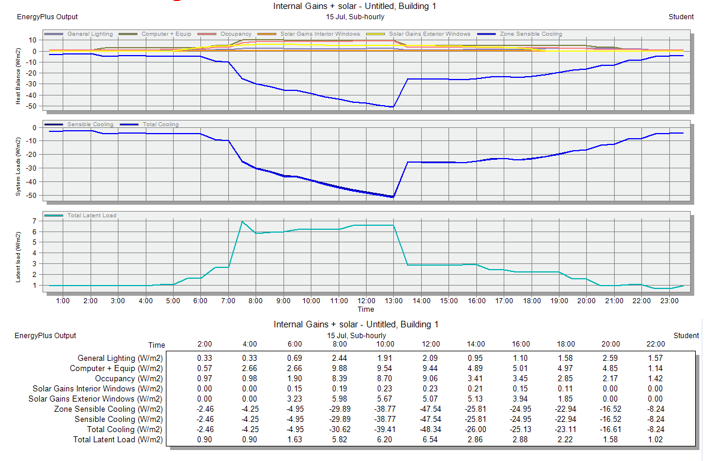 Internal Gains + solar - Untitled, Building 1
EnergyPlus Output 15 Jul, Sub-hourly Student
General Lighting Computer + Equip Occupancy Solar Gains Interior Windows Solar Gains Exterior Windows Zone Sensible Cooling
Heat Balance (W/m2)
10
0
-10
-20
-30
-40
-50
Sensible Cooling Total Cooling
System Loads (W/m2)
0
-10
-20
-30
-40
-50
Total Latent Load
Latent load (W/m2)
7
6
5
4
3
2
1
1:00 2:00 3:00 4:00 5:00 6:00 7:00 8:00 9:00 10:00 11:00 12:00 13:00 14:00 15:00 16:00 17:00 18:00 19:00 20:00 21:00 22:00 23:00
Time
Internal Gains + solar - Untitled, Building 1
EnergyPlus Output 15 Jul, Sub-hourly Student
Time 2:00 4:00 6:00 8:00 10:00 12:00 14:00 16:00 18:00 20:00 22:00
General Lighting (W/m2) 0.33 0.33 0.69 2.44 1.91 2.09 0.95 1.10 1.58 2.59 1.57
Computer + Equip (W/m2) 0.57 2.66 2.66 9.88 9.54 9.44 4.89 5.01 4.97 4.85 1.14
Occupancy (W/m2) 0.97 0.98 1.90 8.39 8.70 9.06 3.41 3.45 2.85 2.17 1.42
Solar Gains Interior Windows (W/m2) 0.00 0.00 0.15 0.19 0.23 0.23 0.21 0.15 0.11 0.00 0.00
Solar Gains Exterior Windows (W/m2) 0.00 0.00 3.23 5.98 5.67 5.07 5.13 3.94 1.85 0.00 0.00
Zone Sensible Cooling (W/m2) -2.46 -4.25 -4.95 -29.89 -38.77 -47.54 -25.81 -24.95 -22.94 -16.52 -8.24
Sensible Cooling (W/m2) -2.46 -4.25 -4.95 -29.89 -38.77 -47.54 -25.81 -24.95 -22.94 -16.52 -8.24
Total Cooling (W/m2) -2.46 -4.25 -4.95 -30.62 -39.41 -48.34 -26.00 -25.13 -23.11 -16.61 -8.24
Total Latent Load (W/m2) 0.90 0.90 1.63 5.82 6.20 6.54 2.86 2.88 2.22 1.58 1.02